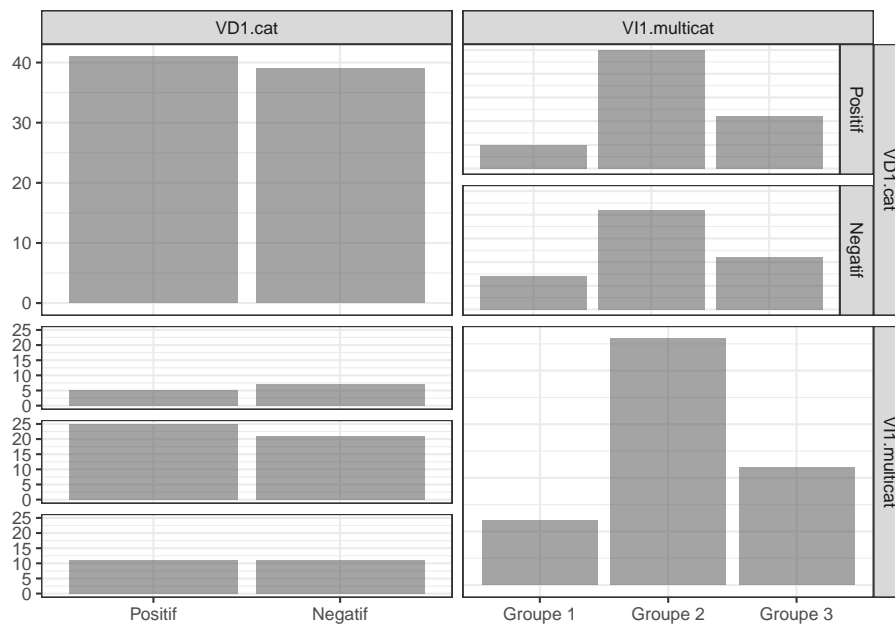 VD1.cat
VI1.multicat
40
30
20
10
0
Positif
Negatif
VD1.cat
25
20
15
10
5
0
25
20
15
10
5
0
25
20
15
10
5
0
VI1.multicat
Positif
Negatif
Groupe 1
Groupe 2
Groupe 3